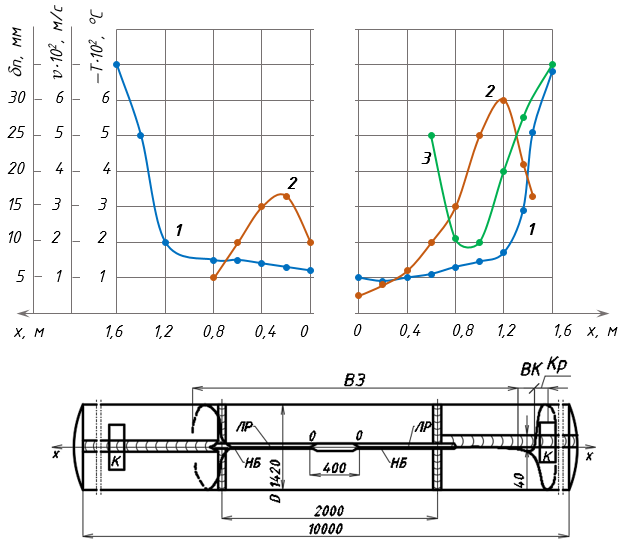 δп, мм
υ·10², м/с
–T·10², °C
30 6 6
25 5 5
20 4 4
15 3 3
10 2 2
5 1 1
1 2
3 2 1
x, м 1,6 1,2 0,8 0,4 0
0 0,4 0,8 1,2 1,6 x, м
ВЗ ВК Кр
ЛР 0 0 ЛР
x К НБ 400 НБ К x
D 1420 40
2000
10000